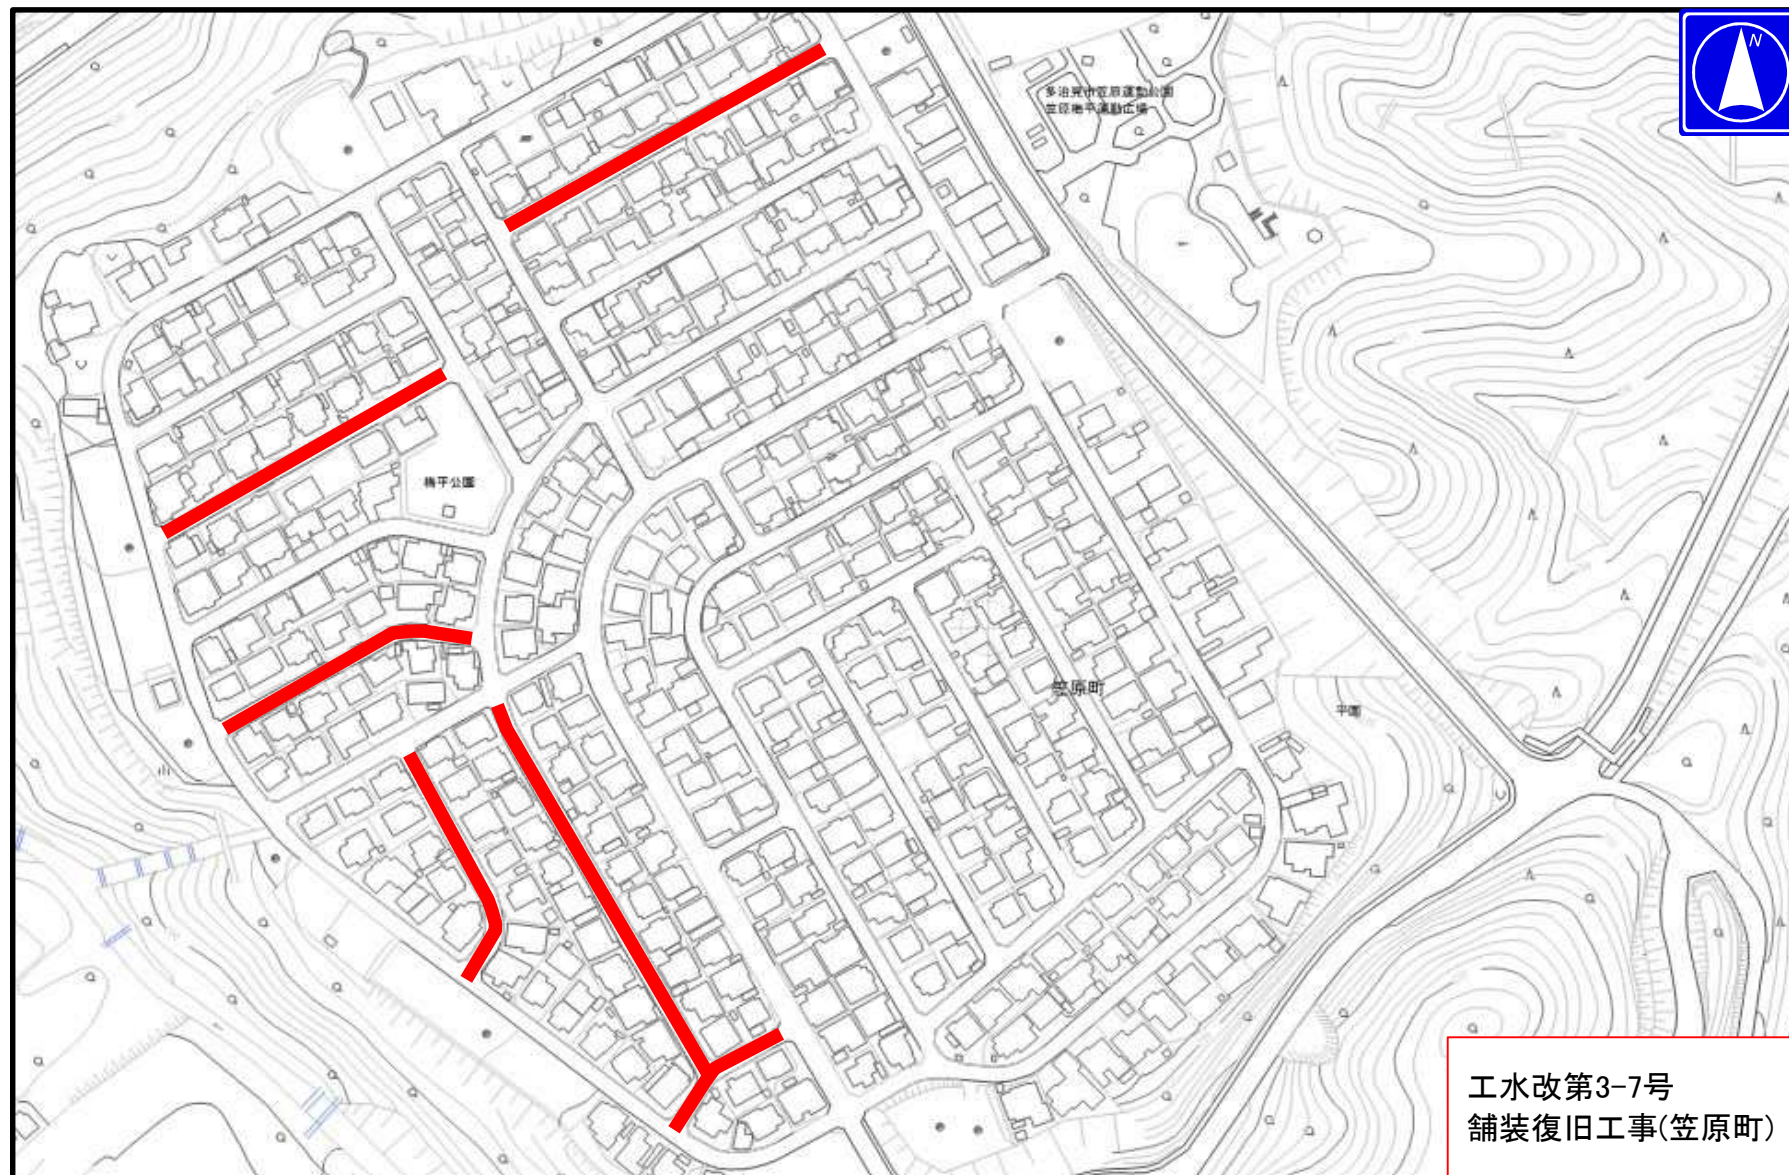 N
多治見市笠原運動公園
笠原梅平運動広場
梅平公園
笠原町
平園
工水改第3-7号
舗装復旧工事(笠原町)